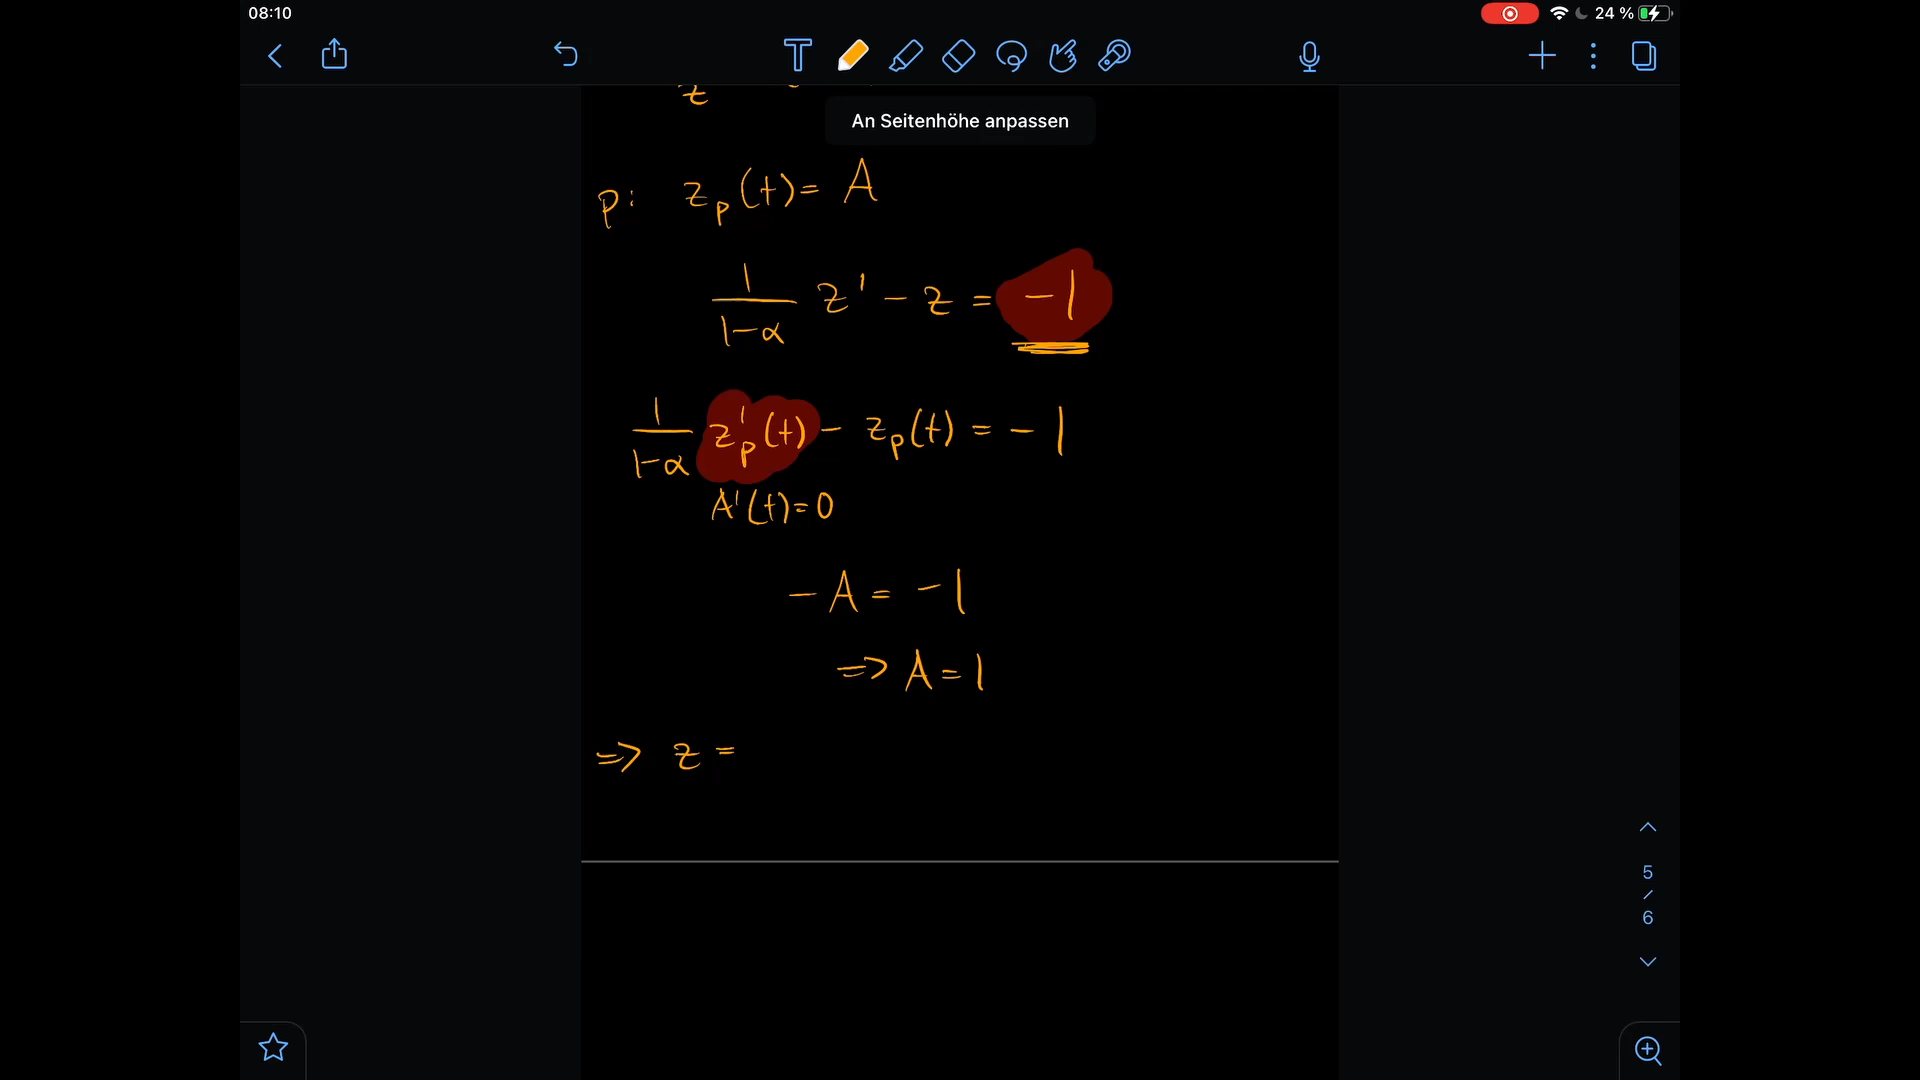 08:10
24 %
z
An Seitenhöhe anpassen
p: z_p(t) = A
1/(1-α) z' - z = -1
1/(1-α) z_p'(t) - z_p(t) = -1
A'(t) = 0
-A = -1
=> A = 1
=> z =
5
/
6